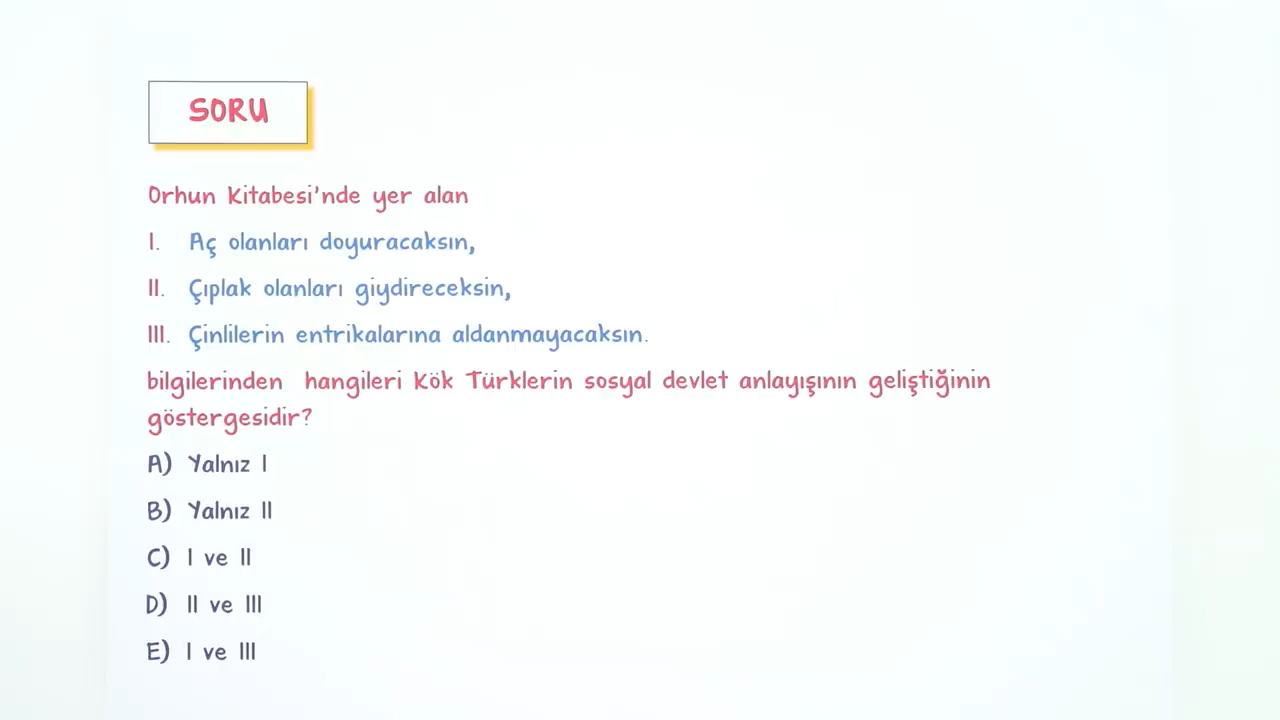 SORU
Orhun Kitabesi'nde yer alan
I. Aç olanları doyuracaksın,
II. Çıplak olanları giydireceksin,
III. Çinlilerin entrikalarına aldanmayacaksın.
bilgilerinden hangileri Kök Türklerin sosyal devlet anlayışının geliştiğinin
göstergesidir?
A) Yalnız I
B) Yalnız II
C) I ve II
D) II ve III
E) I ve III